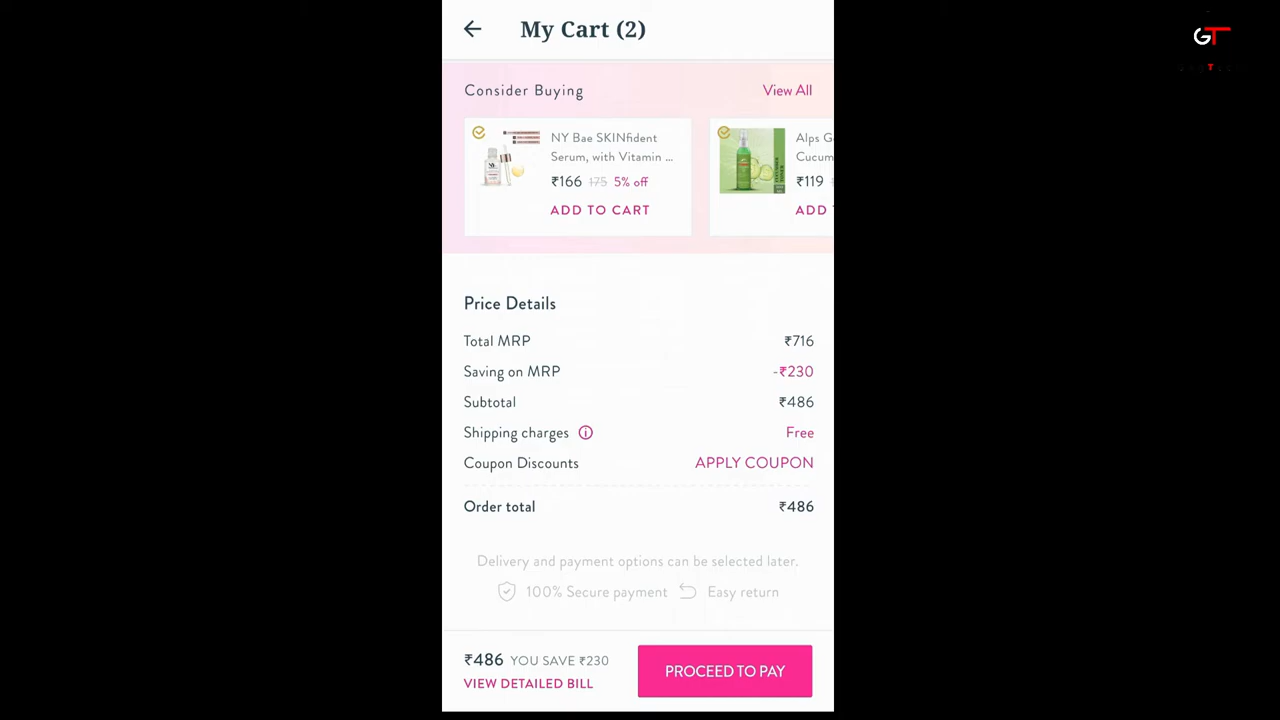 My Cart (2)
GT
Consider Buying
View All
NY Bae SKINfident
Serum, with Vitamin ...
₹166 175 5% off
ADD TO CART
Alps G
Cucum
₹119
ADD T
Price Details
Total MRP ₹716
Saving on MRP -₹230
Subtotal ₹486
Shipping charges Free
Coupon Discounts APPLY COUPON
Order total ₹486
Delivery and payment options can be selected later.
100% Secure payment Easy return
₹486 YOU SAVE ₹230
VIEW DETAILED BILL
PROCEED TO PAY